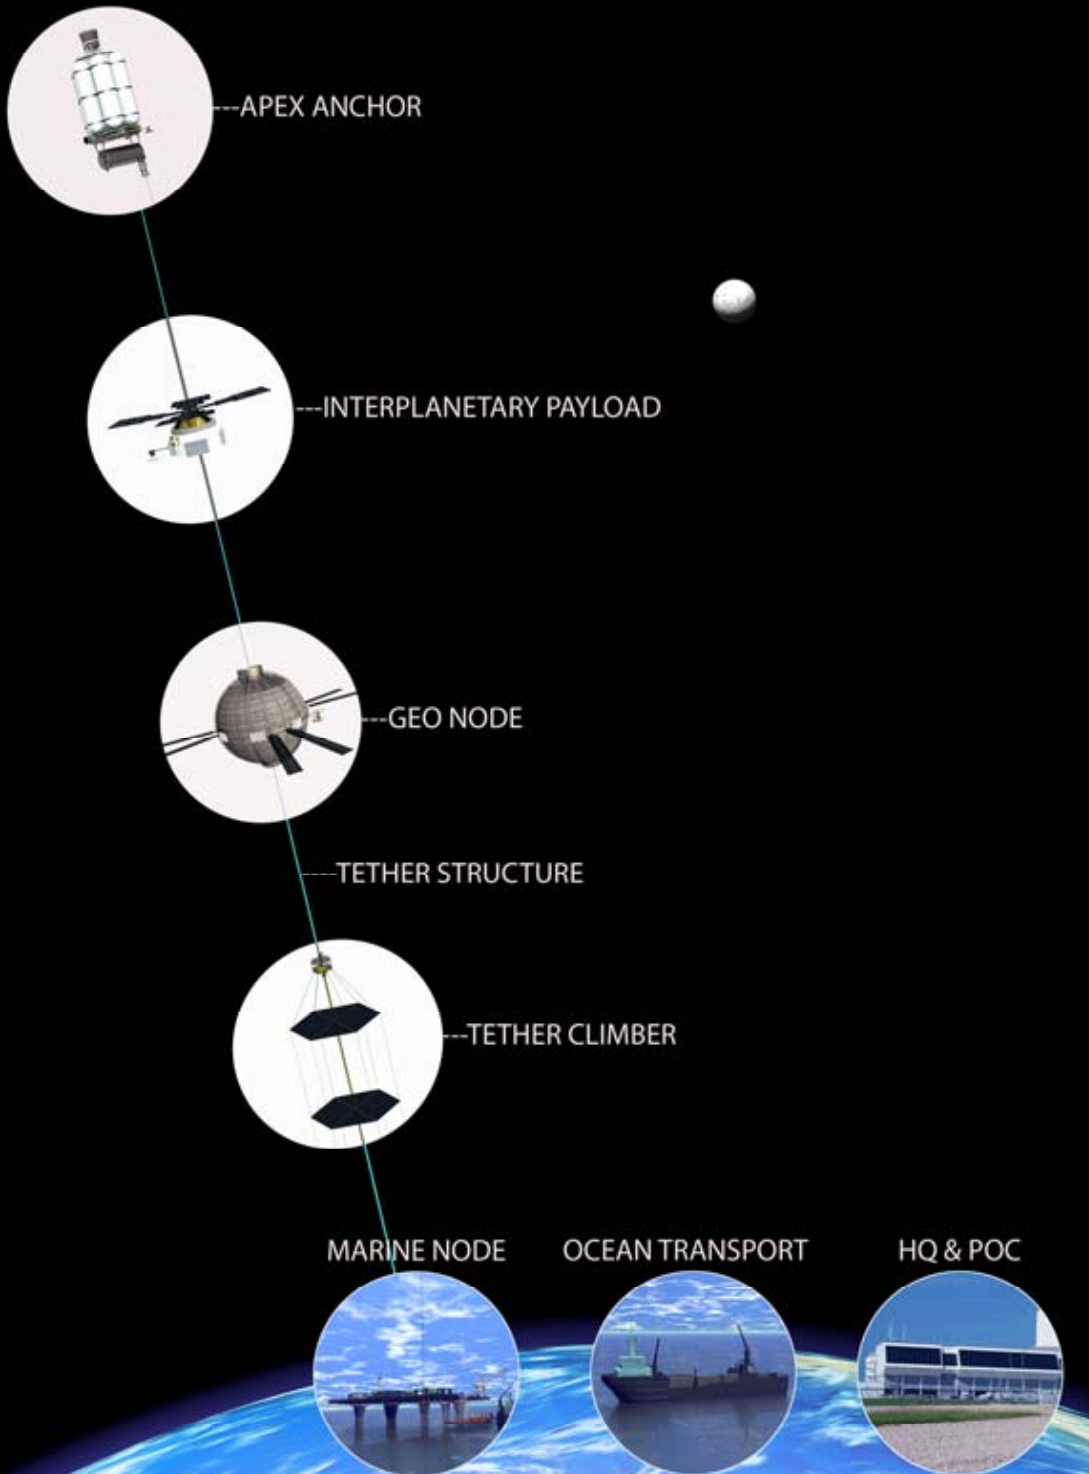 APEX ANCHOR
INTERPLANETARY PAYLOAD
GEO NODE
TETHER STRUCTURE
TETHER CLIMBER
MARINE NODE
OCEAN TRANSPORT
HQ & POC